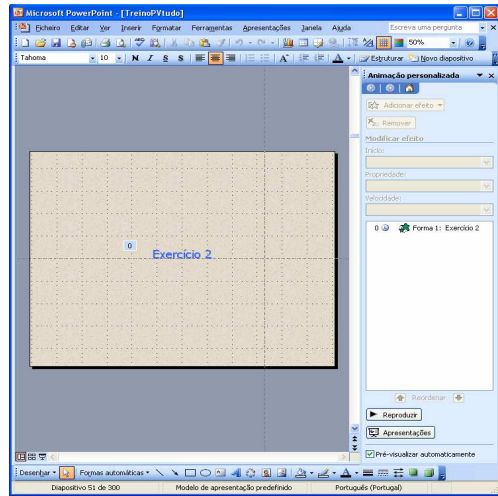 Microsoft PowerPoint - [TreinoPVtudo]
Ficheiro Editar Ver Inserir Formatar Ferramentas Apresentações Janela Ajuda Escreva uma pergunta
50%
Tahoma 10 N I S S A Estruturar Novo diapositivo
Animação personalizada
Adicionar efeito
Remover
Modificar efeito
Início:
Propriedade:
Velocidade:
0 Forma 1: Exercício 2
0
Exercício 2
Reordenar
Reproduzir
Apresentações
Pré-visualizar automaticamente
Desenhar Formas automáticas
Diapositivo 51 de 300 Modelo de apresentação predefinido Português (Portugal)